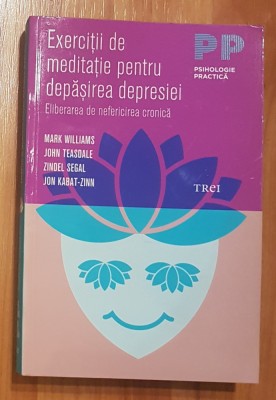 Exerciții de
meditație pentru
depășirea depresiei
Eliberarea de nefericirea cronică
PP
PSIHOLOGIE
PRACTICĂ
MARK WILLIAMS
JOHN TEASDALE
ZINDEL SEGAL
JON KABAT-ZINN
TREI